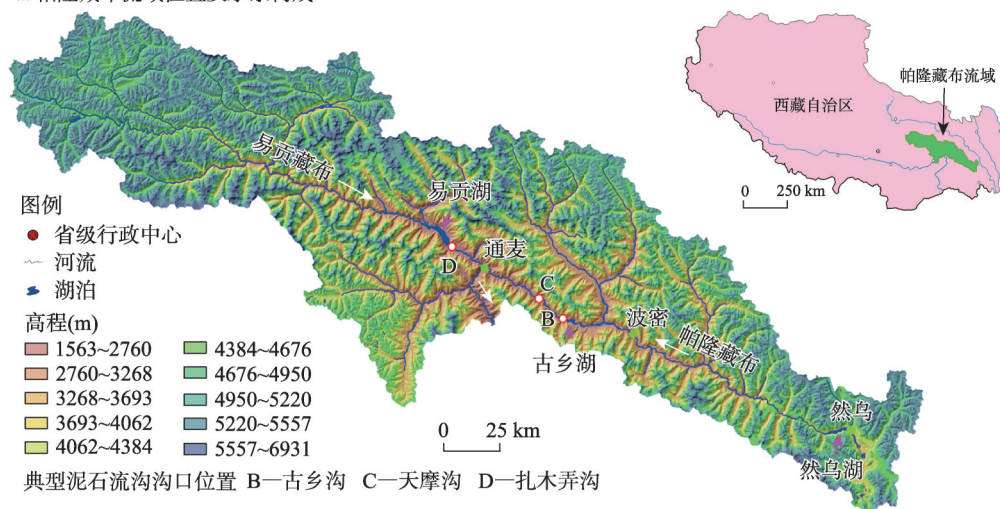 帕隆藏布流域
西藏自治区
0 250 km
易贡藏布
易贡湖
通麦
D
C
B
波密
古乡湖
帕隆藏布
然乌
然乌湖
图例
省级行政中心
河流
湖泊
高程(m)
1563~2760
2760~3268
3268~3693
3693~4062
4062~4384
4384~4676
4676~4950
4950~5220
5220~5557
5557~6931
0 25 km
典型泥石流沟沟口位置 B—古乡沟 C—天摩沟 D—扎木弄沟